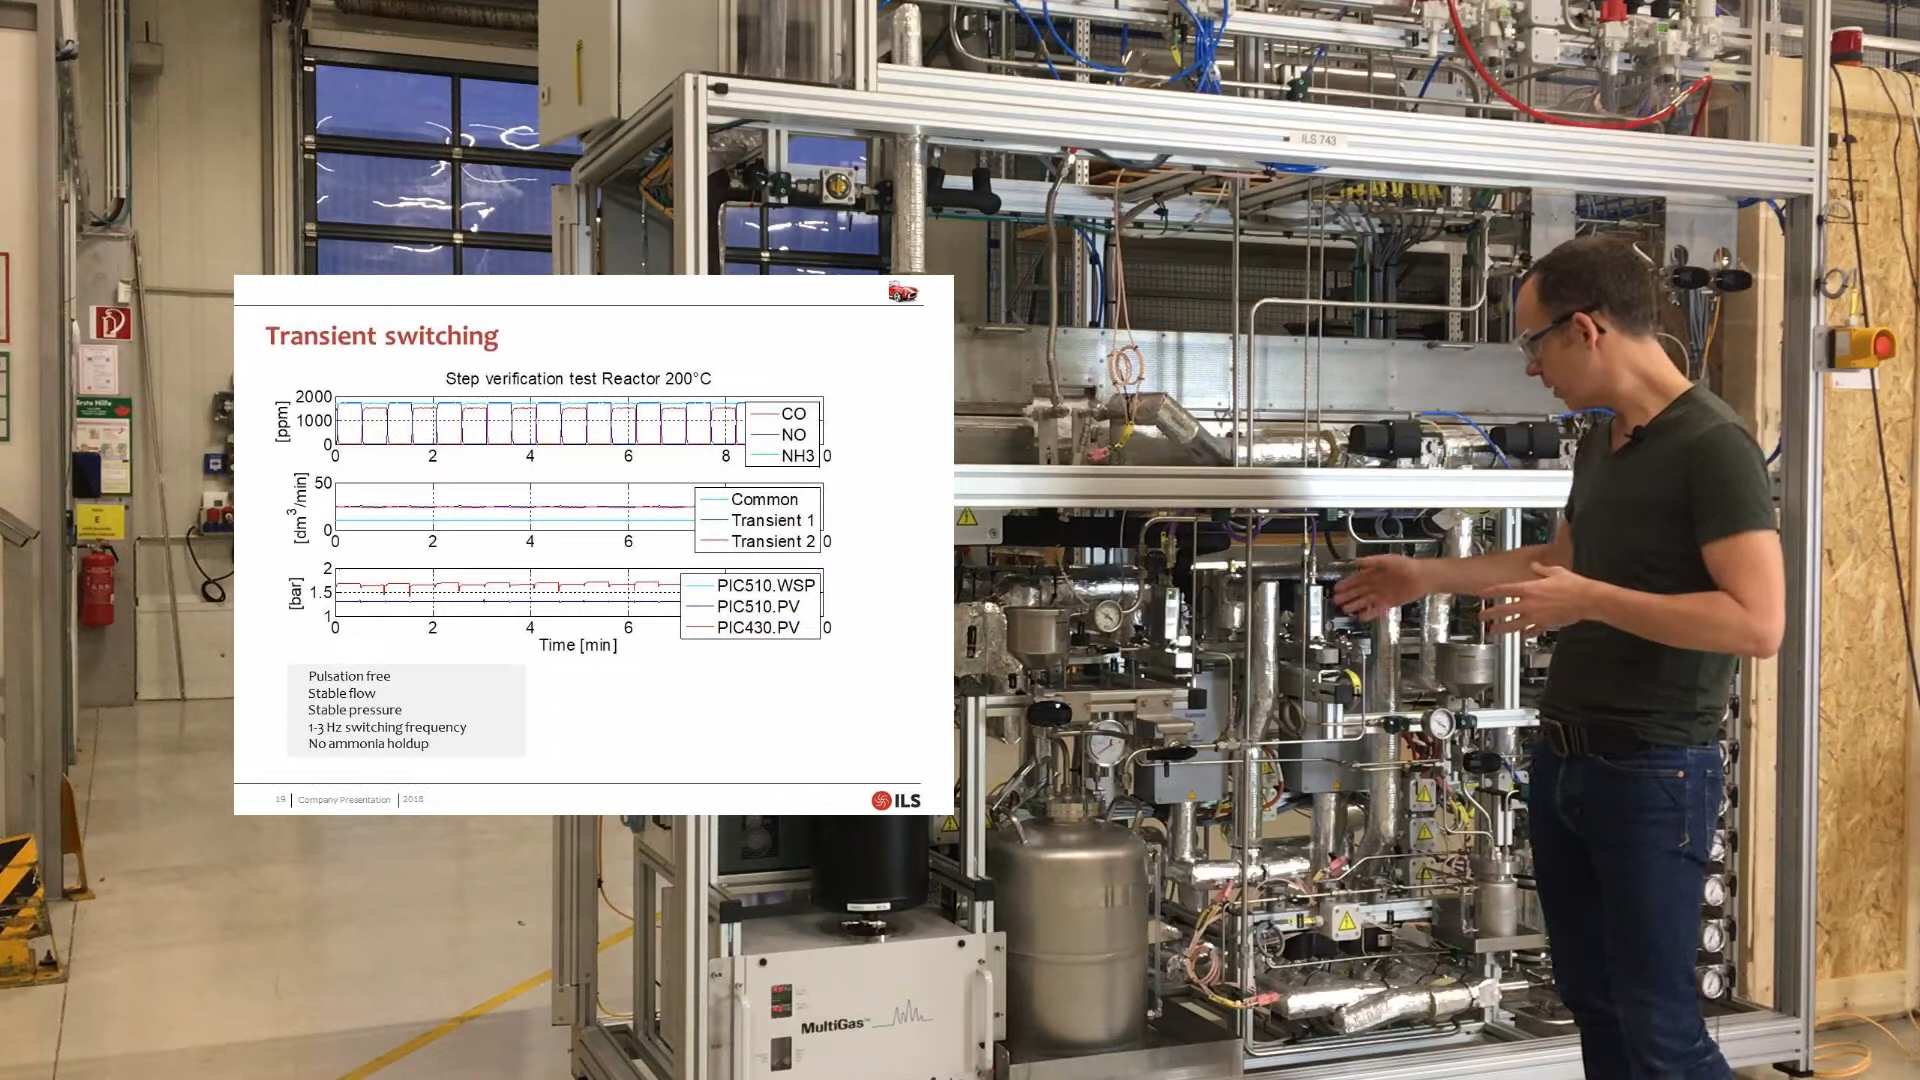 ILS 743
Transient switching
Step verification test Reactor 200°C
[ppm]
2000
1000
0
0 2 4 6 8 0
CO
NO
NH3
[dm3/min]
50
0
0 2 4 6 0
Common
Transient 1
Transient 2
[bar]
2
1.5
1
0 2 4 6 0
PIC510.WSP
PIC510.PV
PIC430.PV
Time [min]
Pulsation free
Stable flow
Stable pressure
1-3 Hz switching frequency
No ammonia holdup
19 Company Presentation 2018
ILS
Erste Hilfe
E
MultiGas™